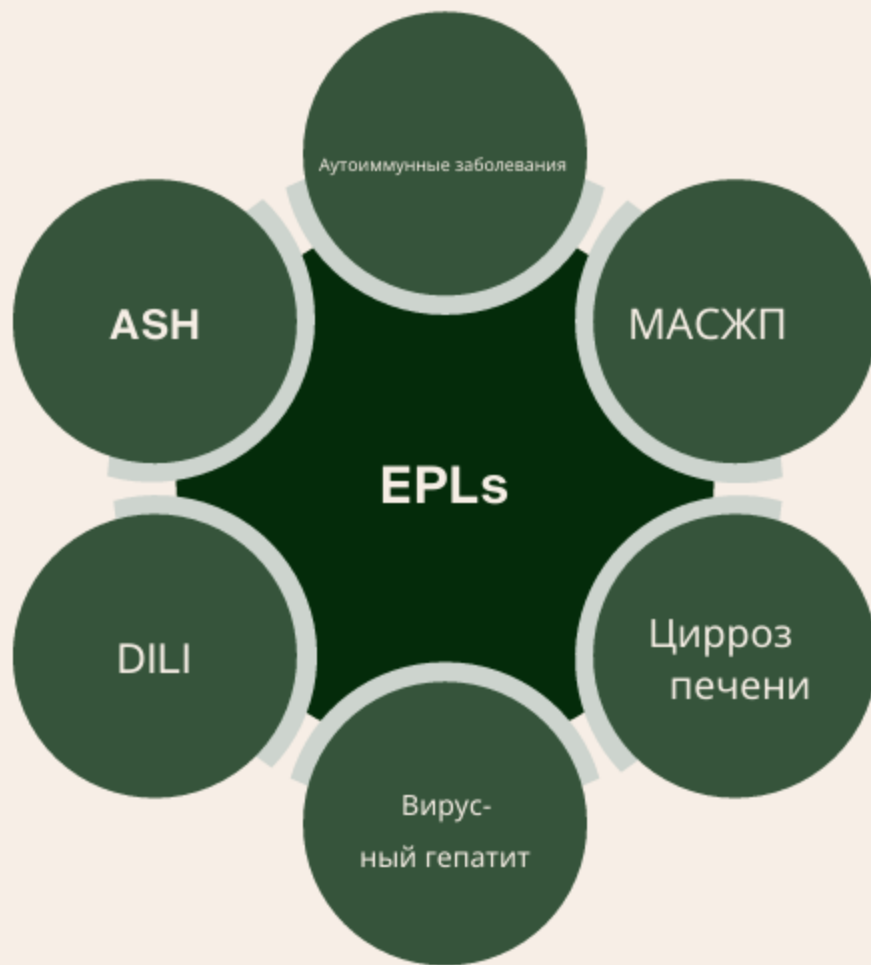 Аутоиммунные заболевания
ASH
МАСЖП
EPLs
DILI
Цирроз
печени
Вирус-
ный гепатит